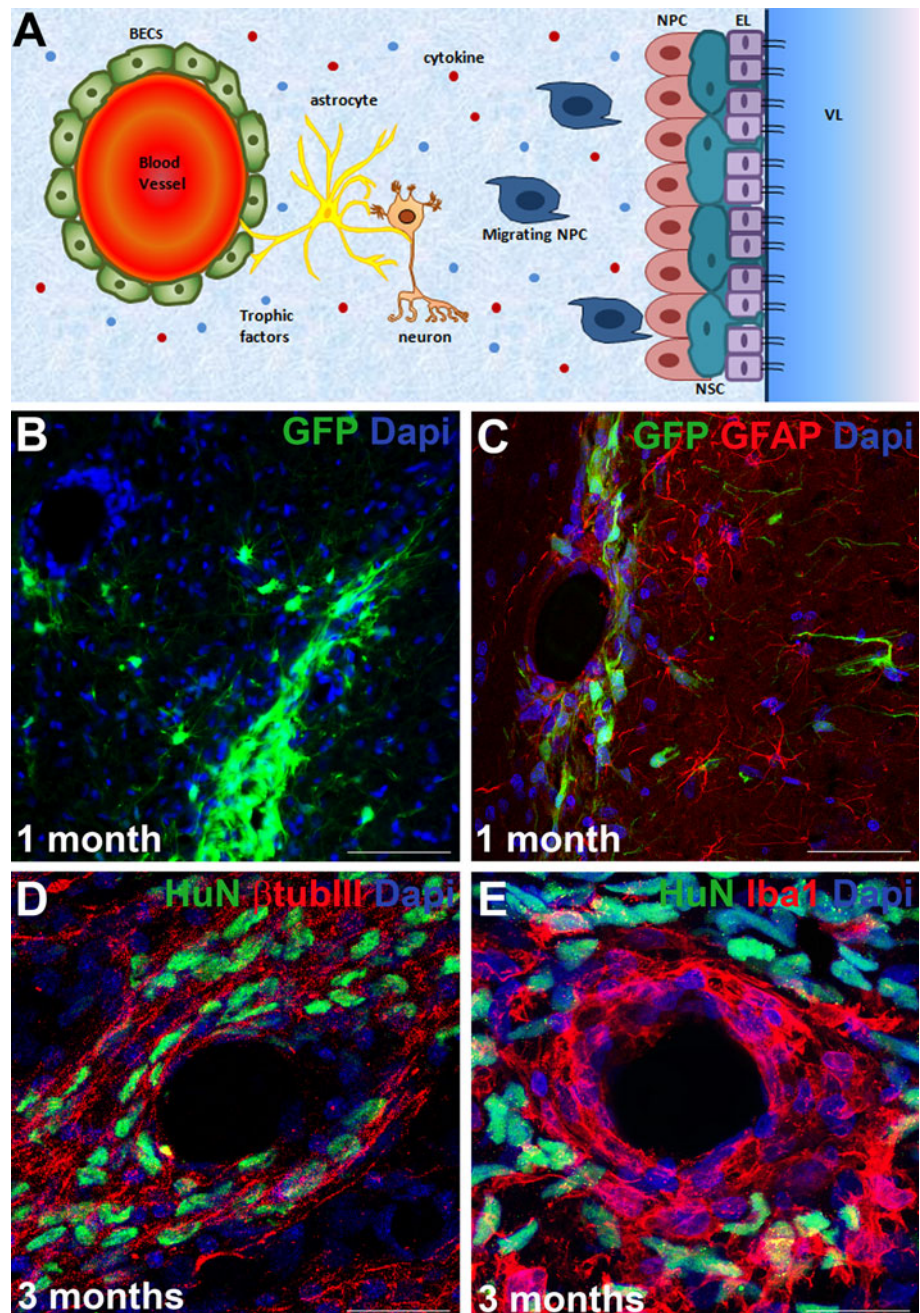 A
BECs
cytokine
NPC
EL
astrocyte
VL
Blood
Vessel
Migrating NPC
Trophic
factors
neuron
NSC
B
GFP Dapi
1 month
C
GFP GFAP Dapi
1 month
D
HuN βtubIII Dapi
3 months
E
HuN Iba1 Dapi
3 months